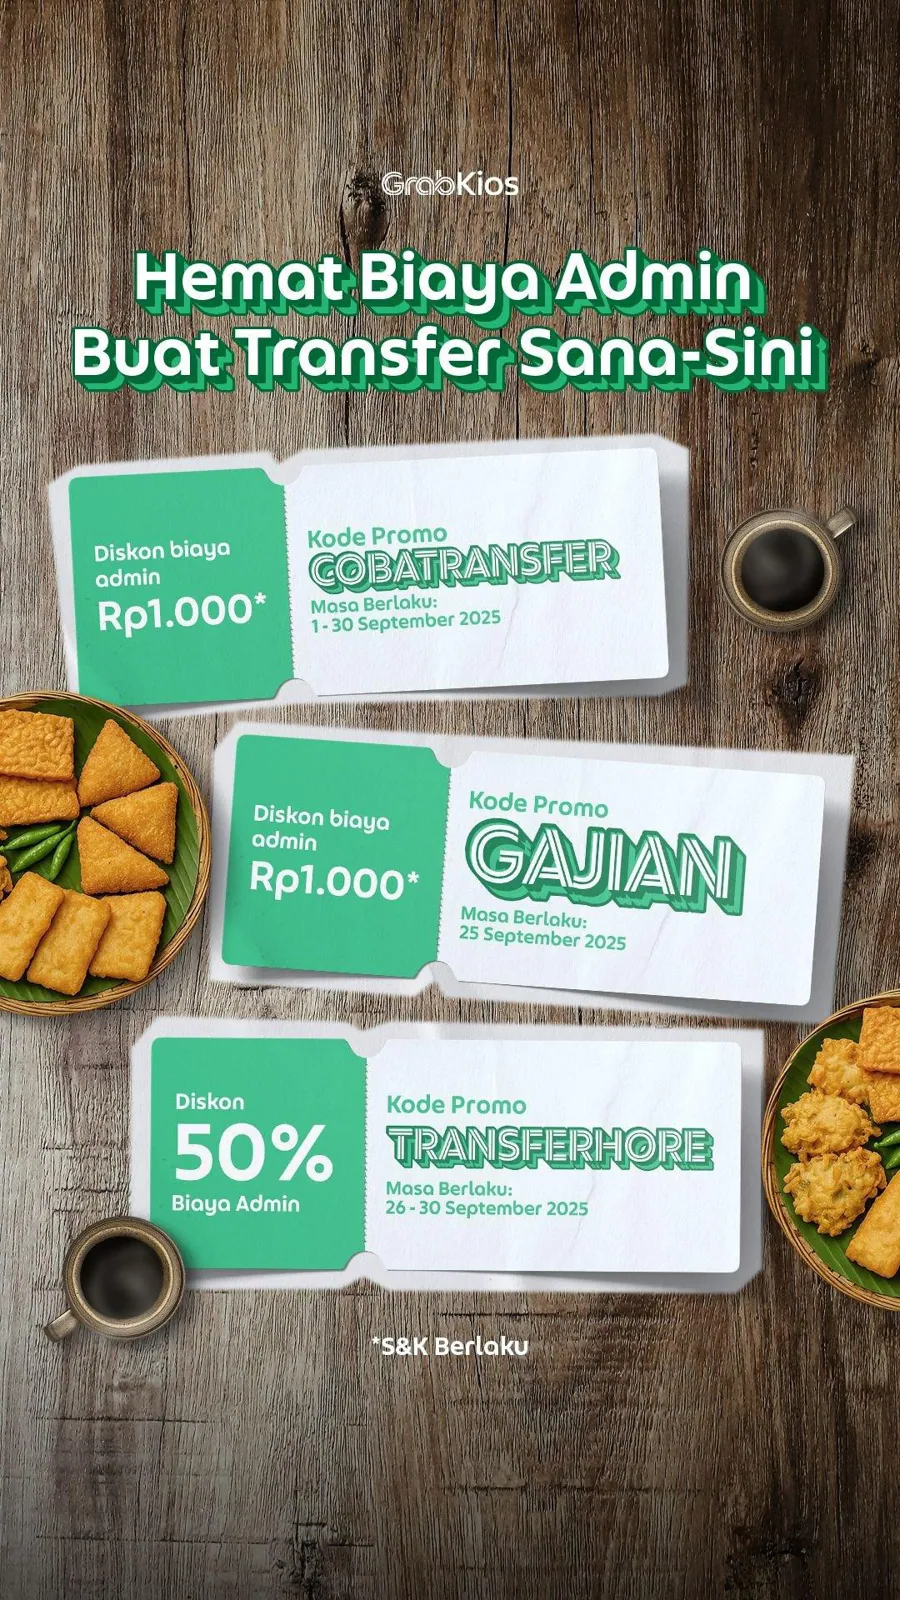 GrabKios
Hemat Biaya Admin
Buat Transfer Sana-Sini
Diskon biaya
admin
Rp1.000*
Kode Promo
COBATRANSFER
Masa Berlaku:
1 - 30 September 2025
Diskon biaya
admin
Rp1.000*
Kode Promo
GAJIAN
Masa Berlaku:
25 September 2025
Diskon
50%
Biaya Admin
Kode Promo
TRANSFERHORE
Masa Berlaku:
26 - 30 September 2025
*S&K Berlaku